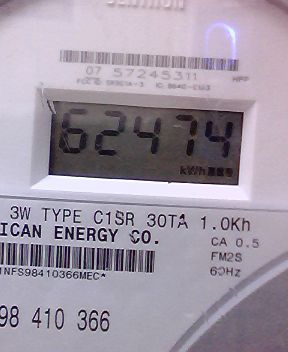 07 57245311
62474
kWh
3W TYPE C1SR 30TA 1.0Kh
ICAN ENERGY CO.
CA 0.5
FM2S
60Hz
INFS98410366MEC*
98 410 366